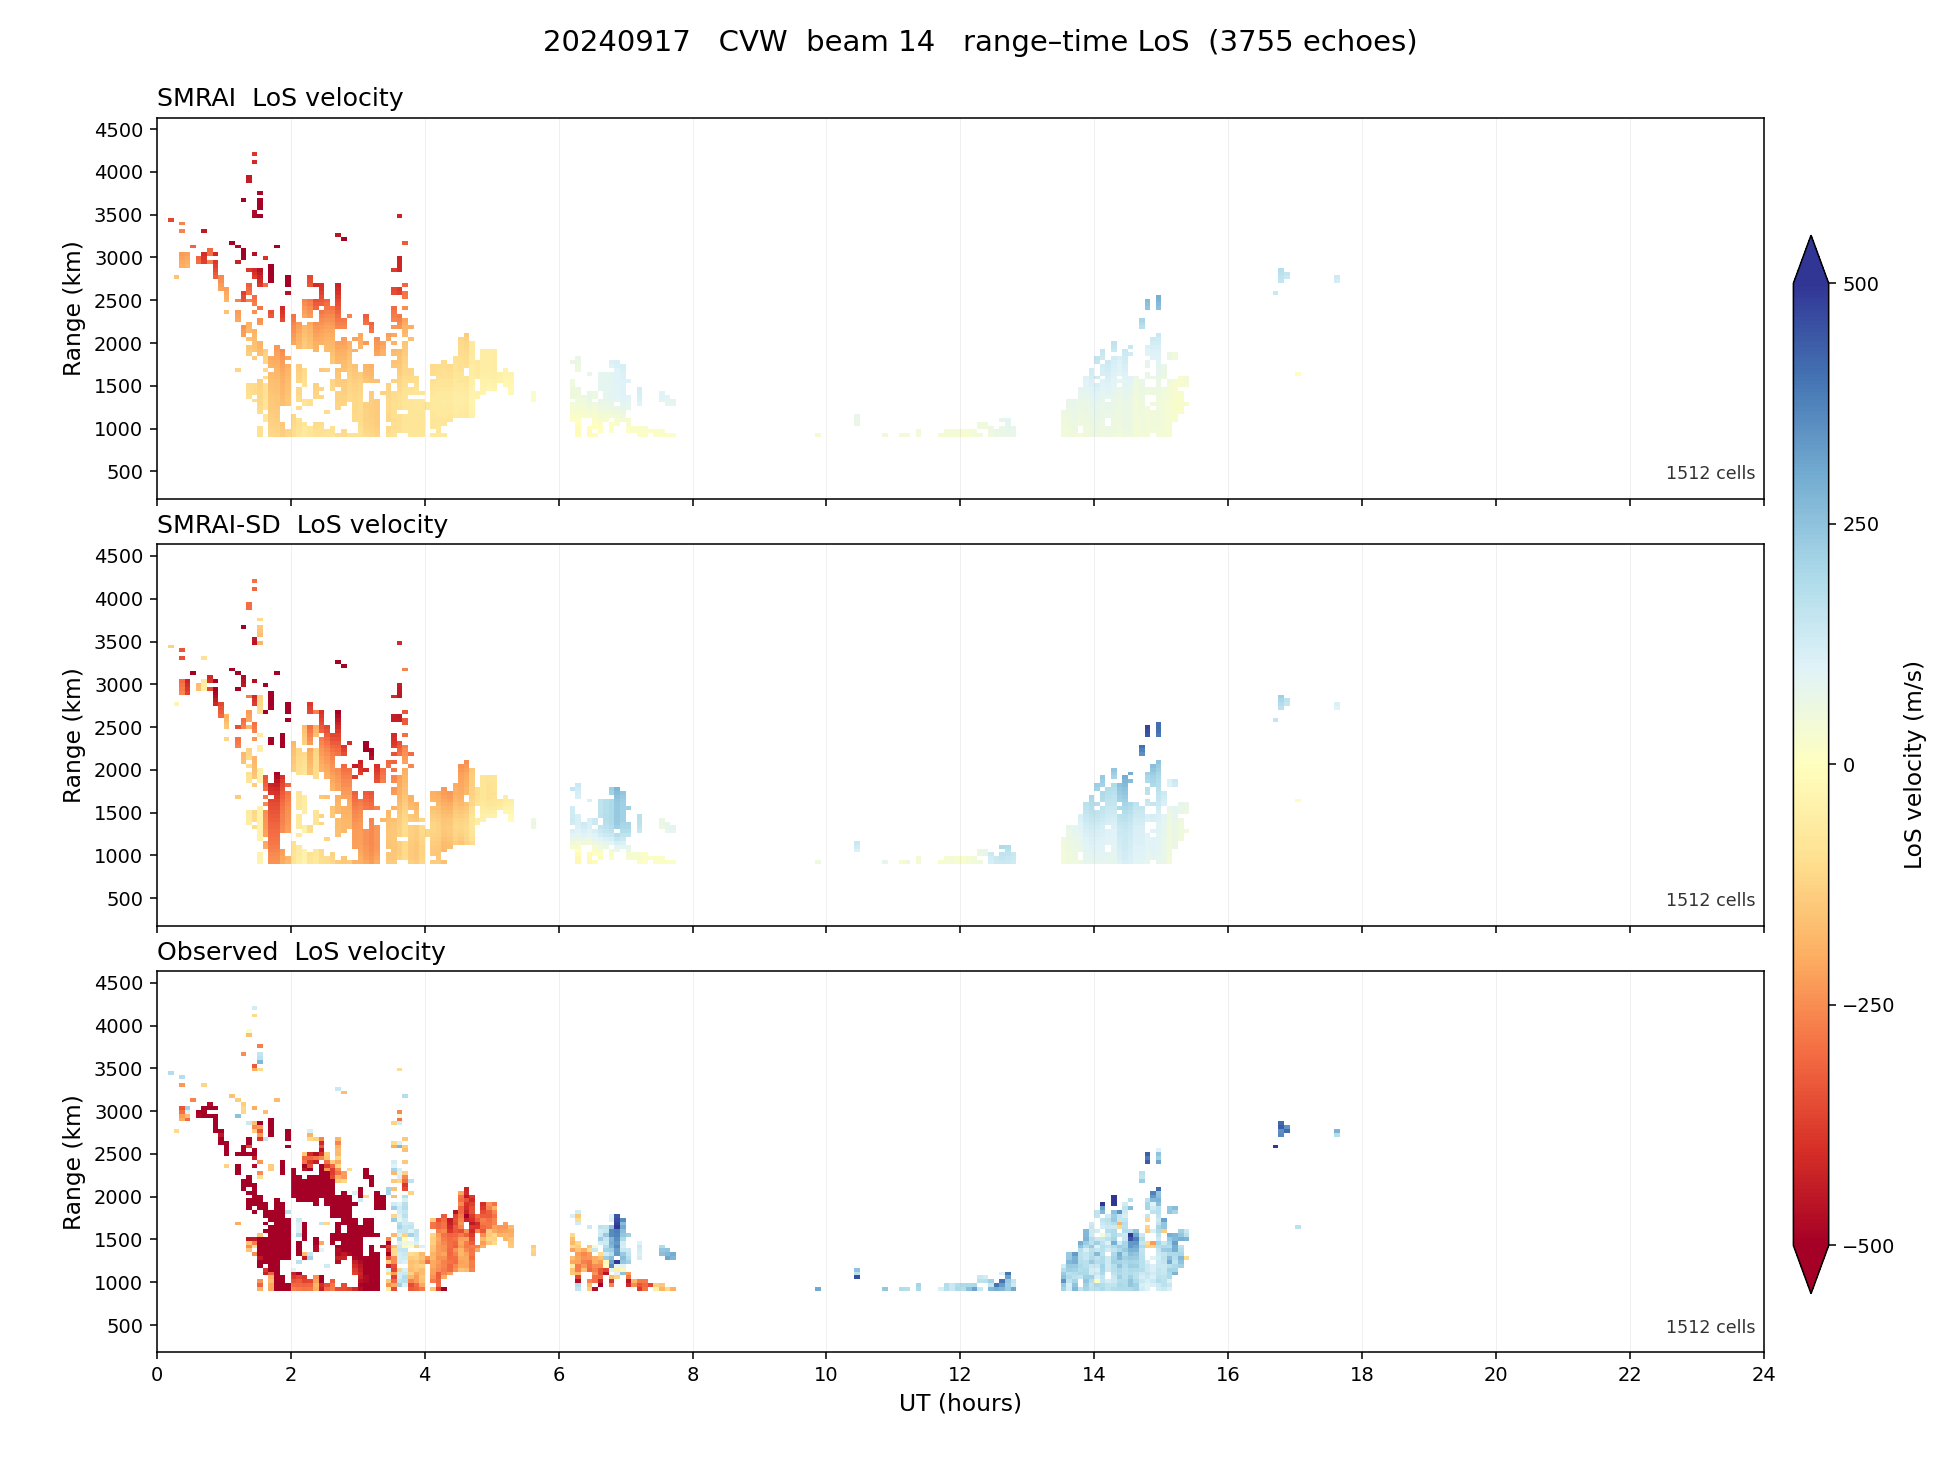 20240917   CVW  beam 14   range–time LoS  (3755 echoes)
SMRAI  LoS velocity
4500
4000
3500
3000
2500
2000
1500
1000
500
Range (km)
1512 cells
SMRAI-SD  LoS velocity
4500
4000
3500
3000
2500
2000
1500
1000
500
Range (km)
1512 cells
Observed  LoS velocity
4500
4000
3500
3000
2500
2000
1500
1000
500
Range (km)
1512 cells
0 2 4 6 8 10 12 14 16 18 20 22 24
UT (hours)
500
250
0
−250
−500
LoS velocity (m/s)